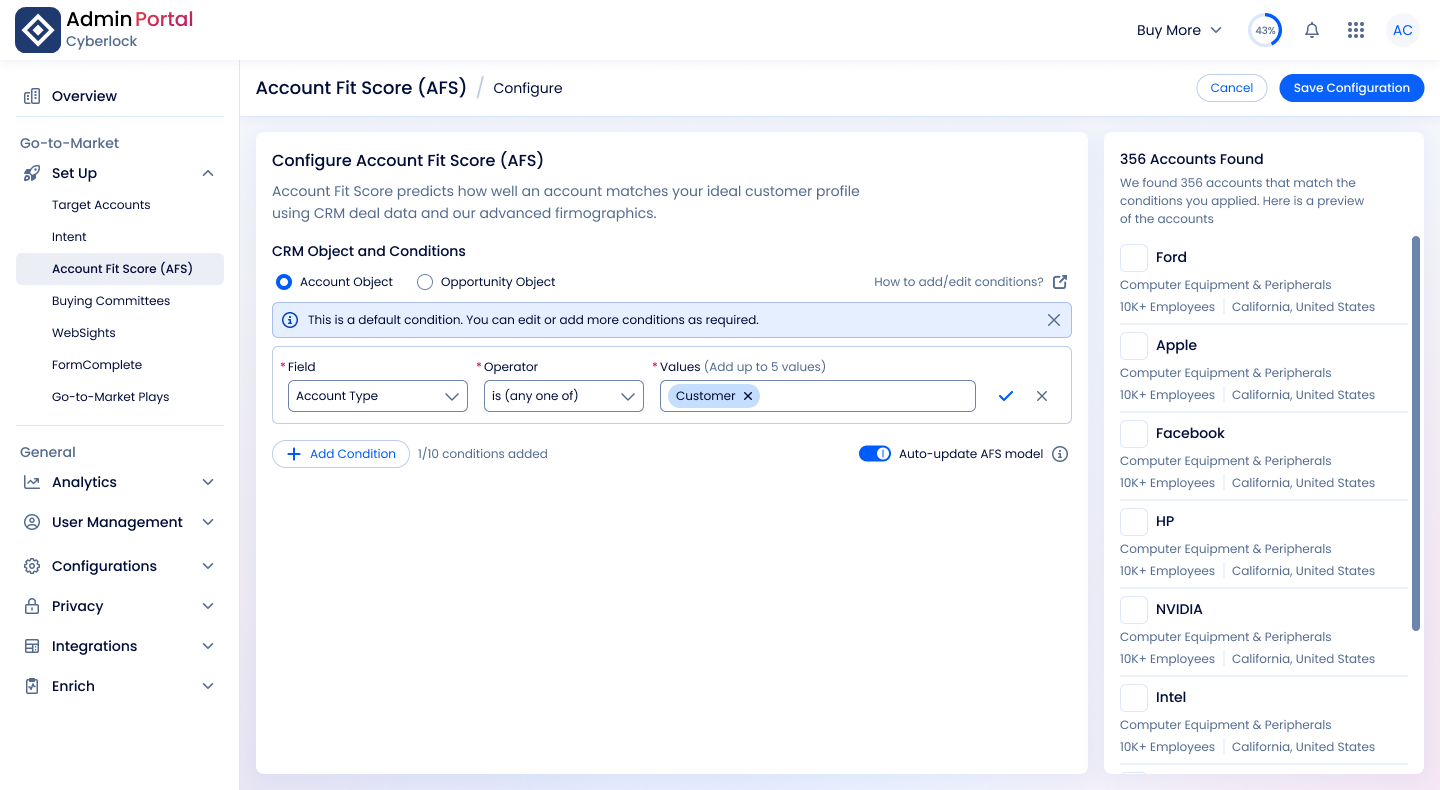 Admin Portal
Cyberlock
Buy More
43%
AC
Overview
Go-to-Market
Set Up
Target Accounts
Intent
Account Fit Score (AFS)
Buying Committees
WebSights
FormComplete
Go-to-Market Plays
General
Analytics
User Management
Configurations
Privacy
Integrations
Enrich
Account Fit Score (AFS) / Configure
Cancel
Save Configuration
Configure Account Fit Score (AFS)
Account Fit Score predicts how well an account matches your ideal customer profile
using CRM deal data and our advanced firmographics.
CRM Object and Conditions
Account Object
Opportunity Object
How to add/edit conditions?
This is a default condition. You can edit or add more conditions as required.
* Field
* Operator
* Values (Add up to 5 values)
Account Type
is (any one of)
Customer
Add Condition
1/10 conditions added
Auto-update AFS model
356 Accounts Found
We found 356 accounts that match the
conditions you applied. Here is a preview
of the accounts
Ford
Computer Equipment & Peripherals
10K+ Employees
California, United States
Apple
Computer Equipment & Peripherals
10K+ Employees
California, United States
Facebook
Computer Equipment & Peripherals
10K+ Employees
California, United States
HP
Computer Equipment & Peripherals
10K+ Employees
California, United States
NVIDIA
Computer Equipment & Peripherals
10K+ Employees
California, United States
Intel
Computer Equipment & Peripherals
10K+ Employees
California, United States